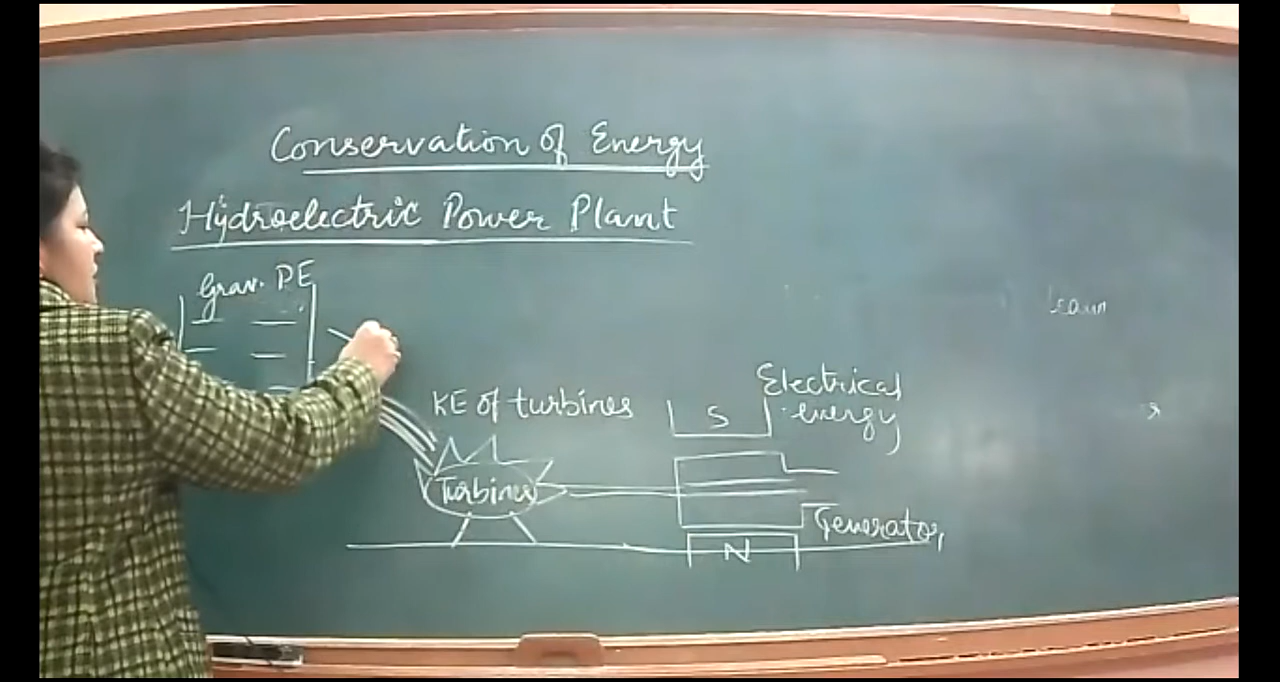 Conservation of Energy
Hydroelectric Power Plant
Grav. PE
KE of turbines
Electrical
energy
S
Turbines
Generator
N